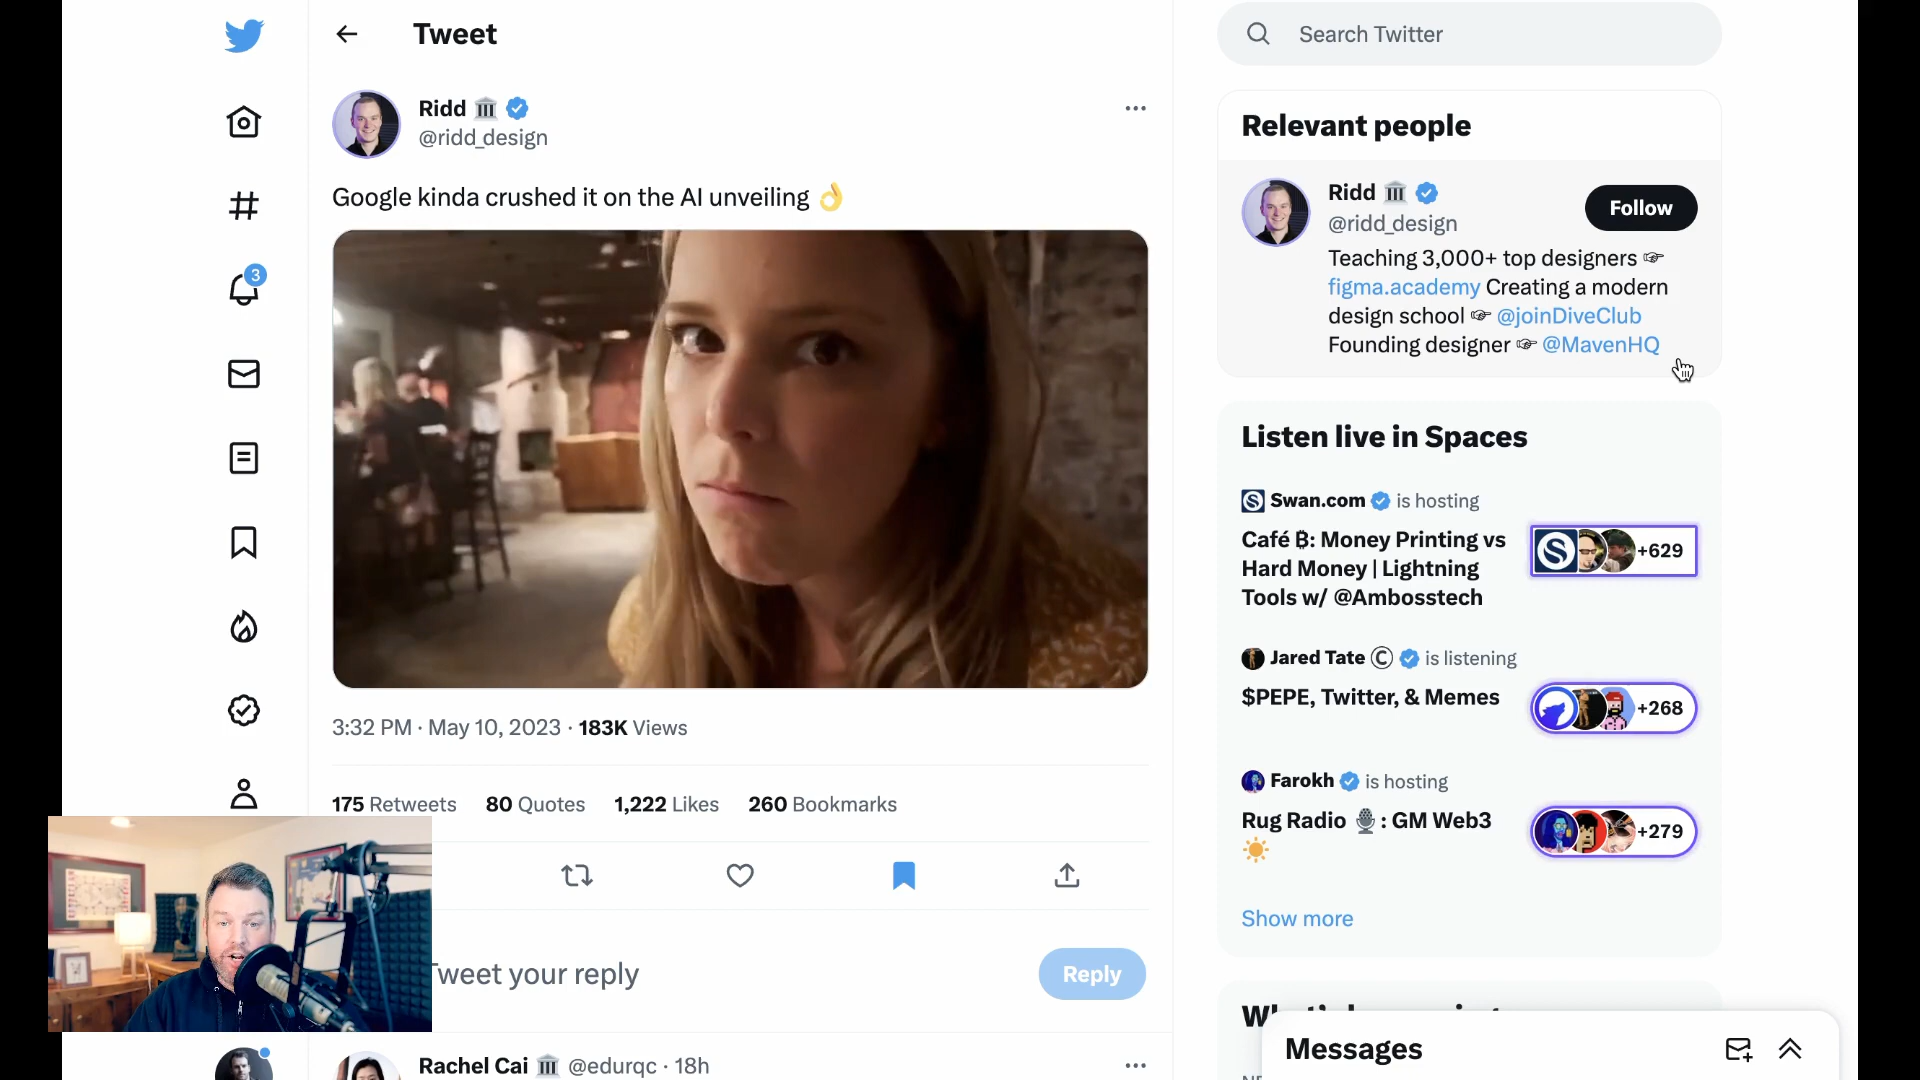 Tweet
Search Twitter
Ridd
@ridd_design
Google kinda crushed it on the AI unveiling 👌
3
3:32 PM · May 10, 2023 · 183K Views
175 Retweets 80 Quotes 1,222 Likes 260 Bookmarks
Tweet your reply
Reply
Rachel Cai @edurqc · 18h
Relevant people
Ridd
@ridd_design
Follow
Teaching 3,000+ top designers 👉
figma.academy Creating a modern
design school 👉 @joinDiveClub
Founding designer 👉 @MavenHQ
Listen live in Spaces
Swan.com is hosting
Café ₿: Money Printing vs
Hard Money | Lightning
Tools w/ @Ambosstech
+629
Jared Tate © is listening
$PEPE, Twitter, & Memes
+268
Farokh is hosting
Rug Radio 🎙️: GM Web3
☀️
+279
Show more
Messages